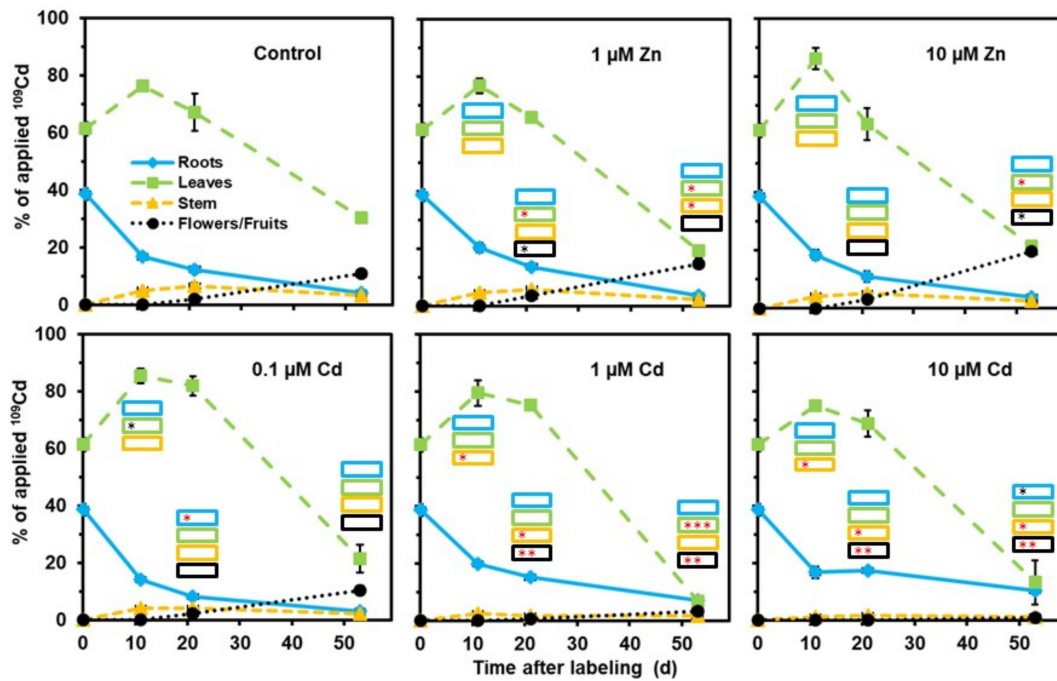 % of applied ¹⁰⁹Cd
100
80
60
40
20
0
Control
Roots
Leaves
Stem
Flowers/Fruits
1 µM Zn
*
*
*
*
10 µM Zn
*
*
% of applied ¹⁰⁹Cd
100
80
60
40
20
0
0.1 µM Cd
*
*
0 10 20 30 40 50
1 µM Cd
*
*
**
***
**
0 10 20 30 40 50
10 µM Cd
*
*
**
*
*
**
0 10 20 30 40 50
Time after labeling (d)